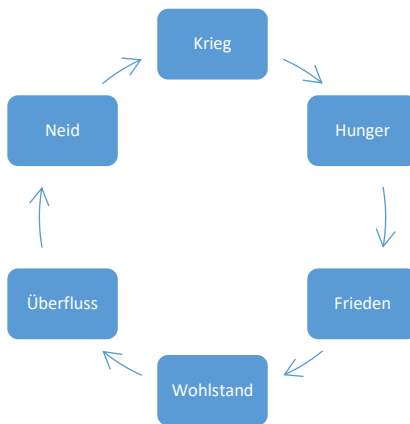 Krieg
Hunger
Frieden
Wohlstand
Überfluss
Neid